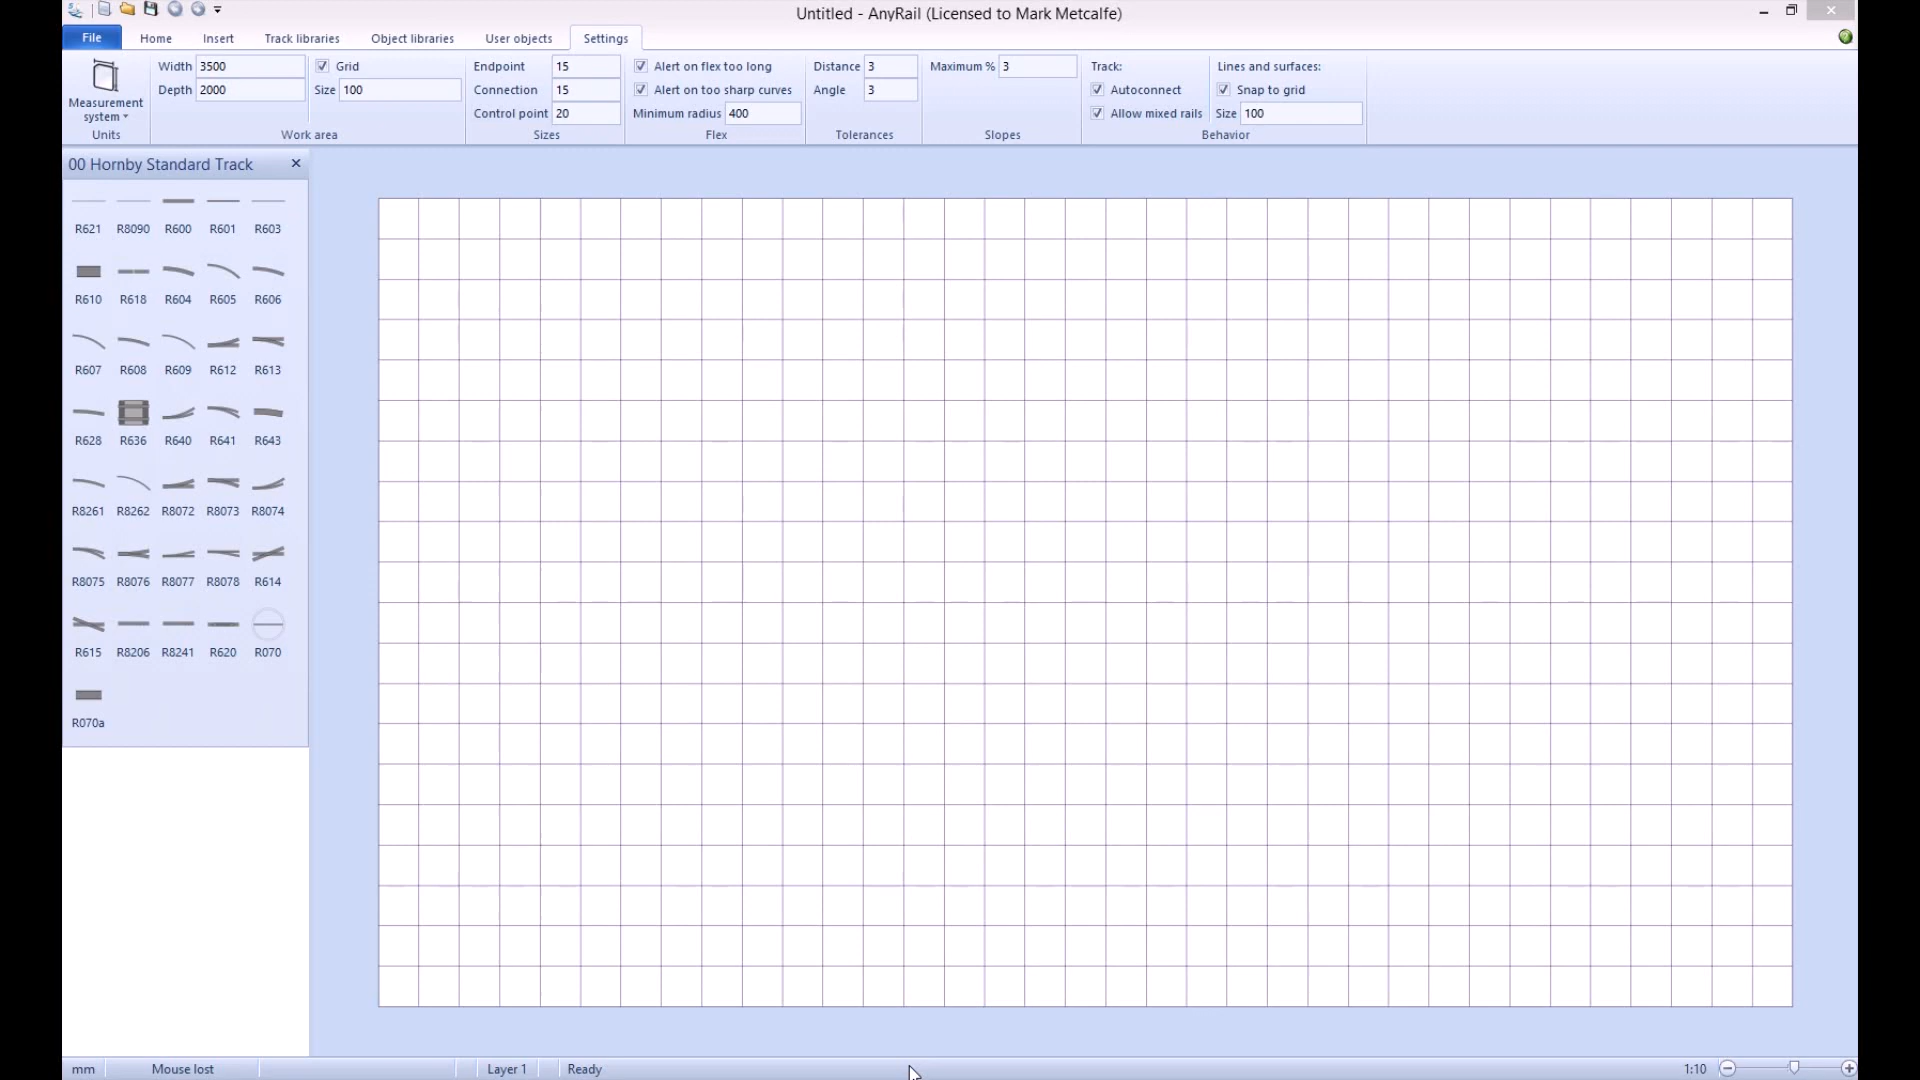 Untitled - AnyRail (Licensed to Mark Metcalfe)
File Home Insert Track libraries Object libraries User objects Settings
Width 3500 Grid Endpoint 15 Alert on flex too long Distance 3 Maximum % 3 Track: Lines and surfaces:
Measurement system Depth 2000 Size 100 Connection 15 Alert on too sharp curves Angle 3 Autoconnect Snap to grid
Control point 20 Minimum radius 400 Allow mixed rails Size 100
Units Work area Sizes Flex Tolerances Slopes Behavior
00 Hornby Standard Track
R621 R8090 R600 R601 R603
R610 R618 R604 R605 R606
R607 R608 R609 R612 R613
R628 R636 R640 R641 R643
R8261 R8262 R8072 R8073 R8074
R8075 R8076 R8077 R8078 R614
R615 R8206 R8241 R620 R070
R070a
mm Mouse lost Layer 1 Ready 1:10